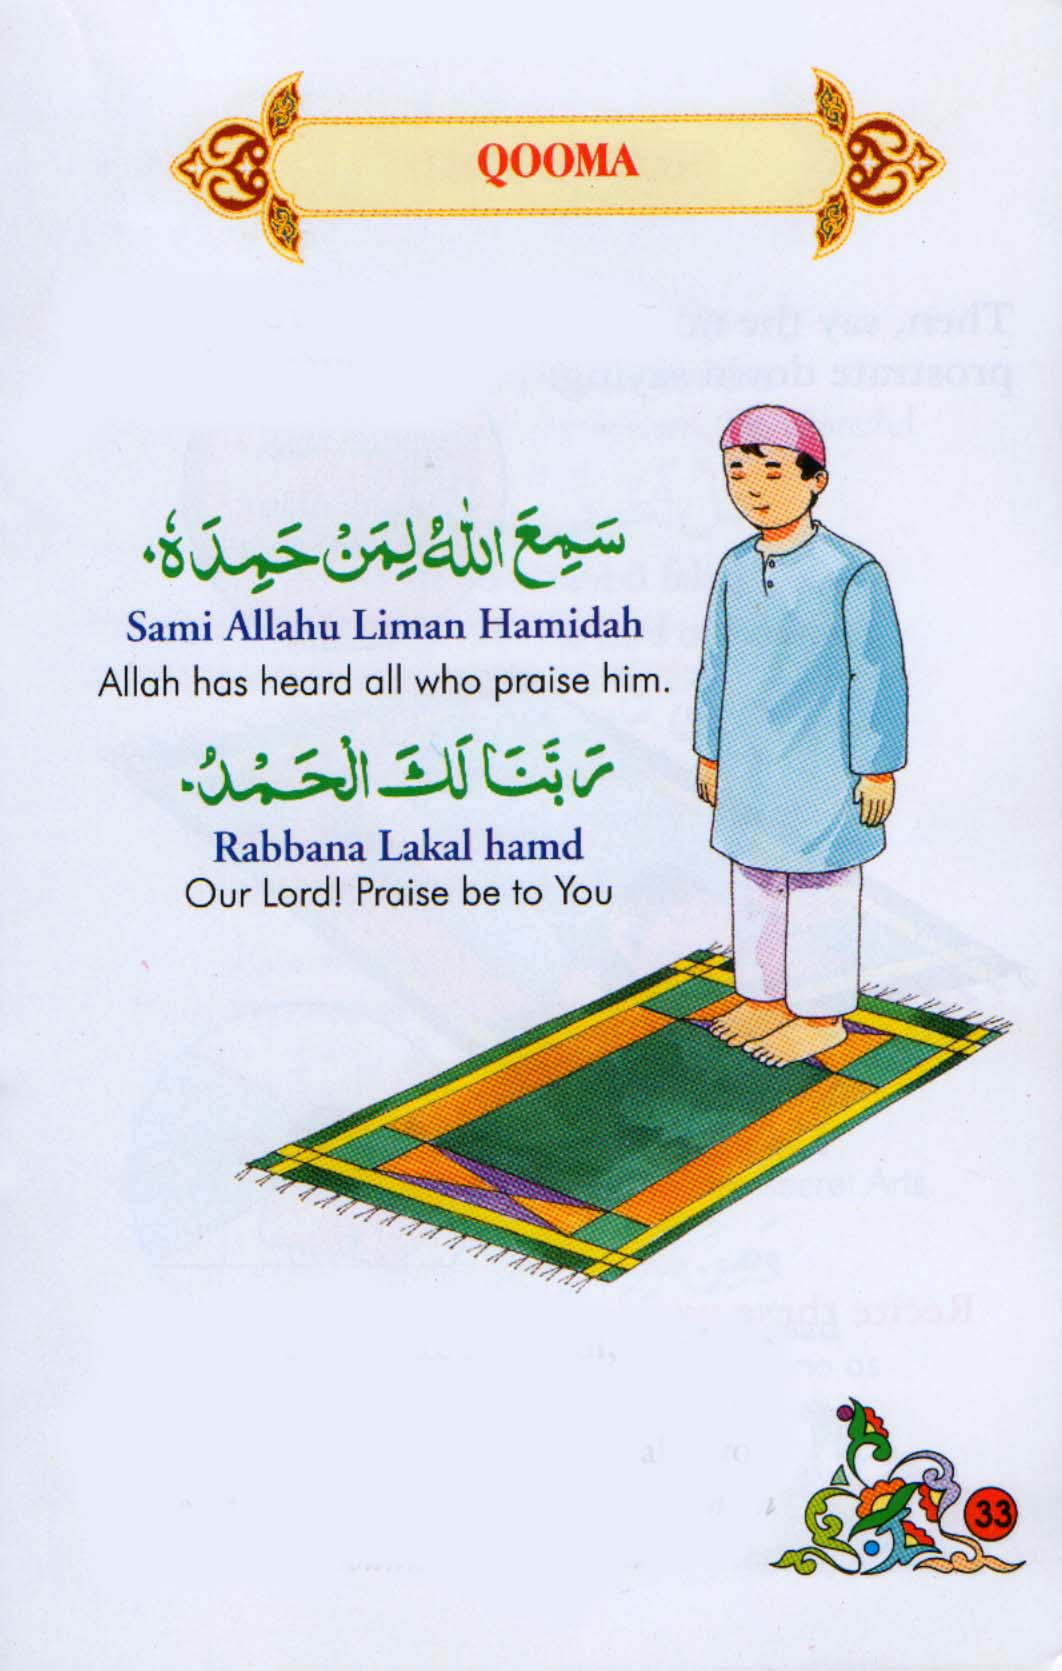 QOOMA
سَمِعَ اللّٰهُ لِمَنْ حَمِدَهٗ۔
Sami Allahu Liman Hamidah
Allah has heard all who praise him.
رَبَّنَا لَكَ الْحَمْدُ۔
Rabbana Lakal hamd
Our Lord! Praise be to You
33